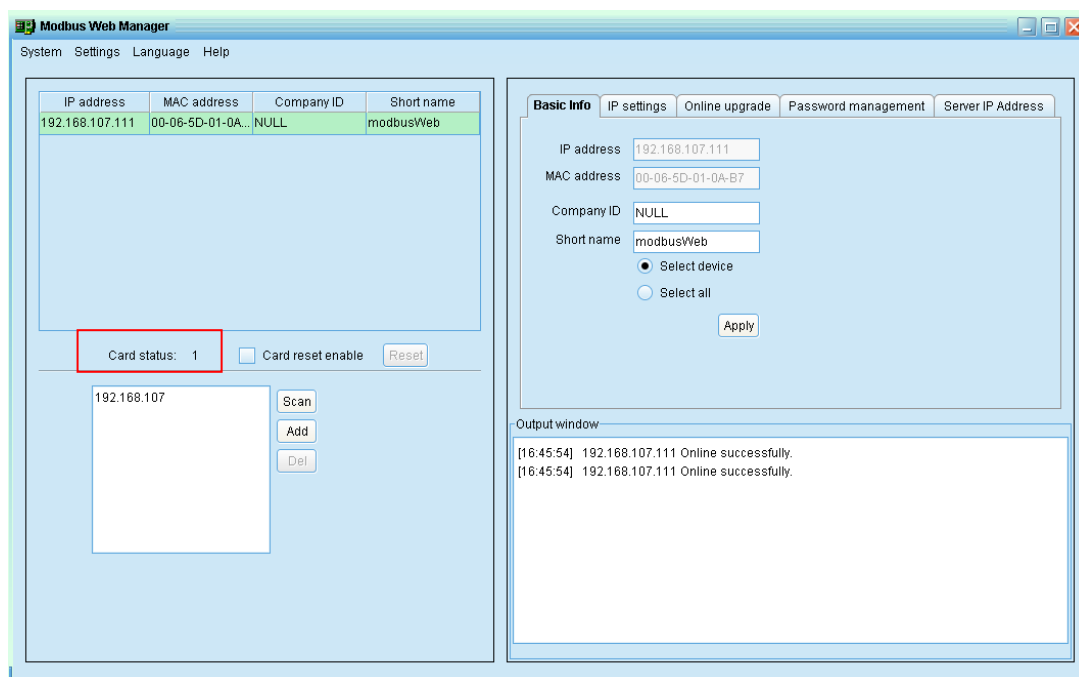 Modbus Web Manager
System Settings Language Help
IP address MAC address Company ID Short name
192.168.107.111 00-06-5D-01-0A... NULL modbusWeb
Card status: 1 Card reset enable Reset
192.168.107
Scan
Add
Del
Basic Info IP settings Online upgrade Password management Server IP Address
IP address 192.168.107.111
MAC address 00-06-5D-01-0A-B7
Company ID NULL
Short name modbusWeb
Select device
Select all
Apply
Output window
[16:45:54] 192.168.107.111 Online successfully.
[16:45:54] 192.168.107.111 Online successfully.